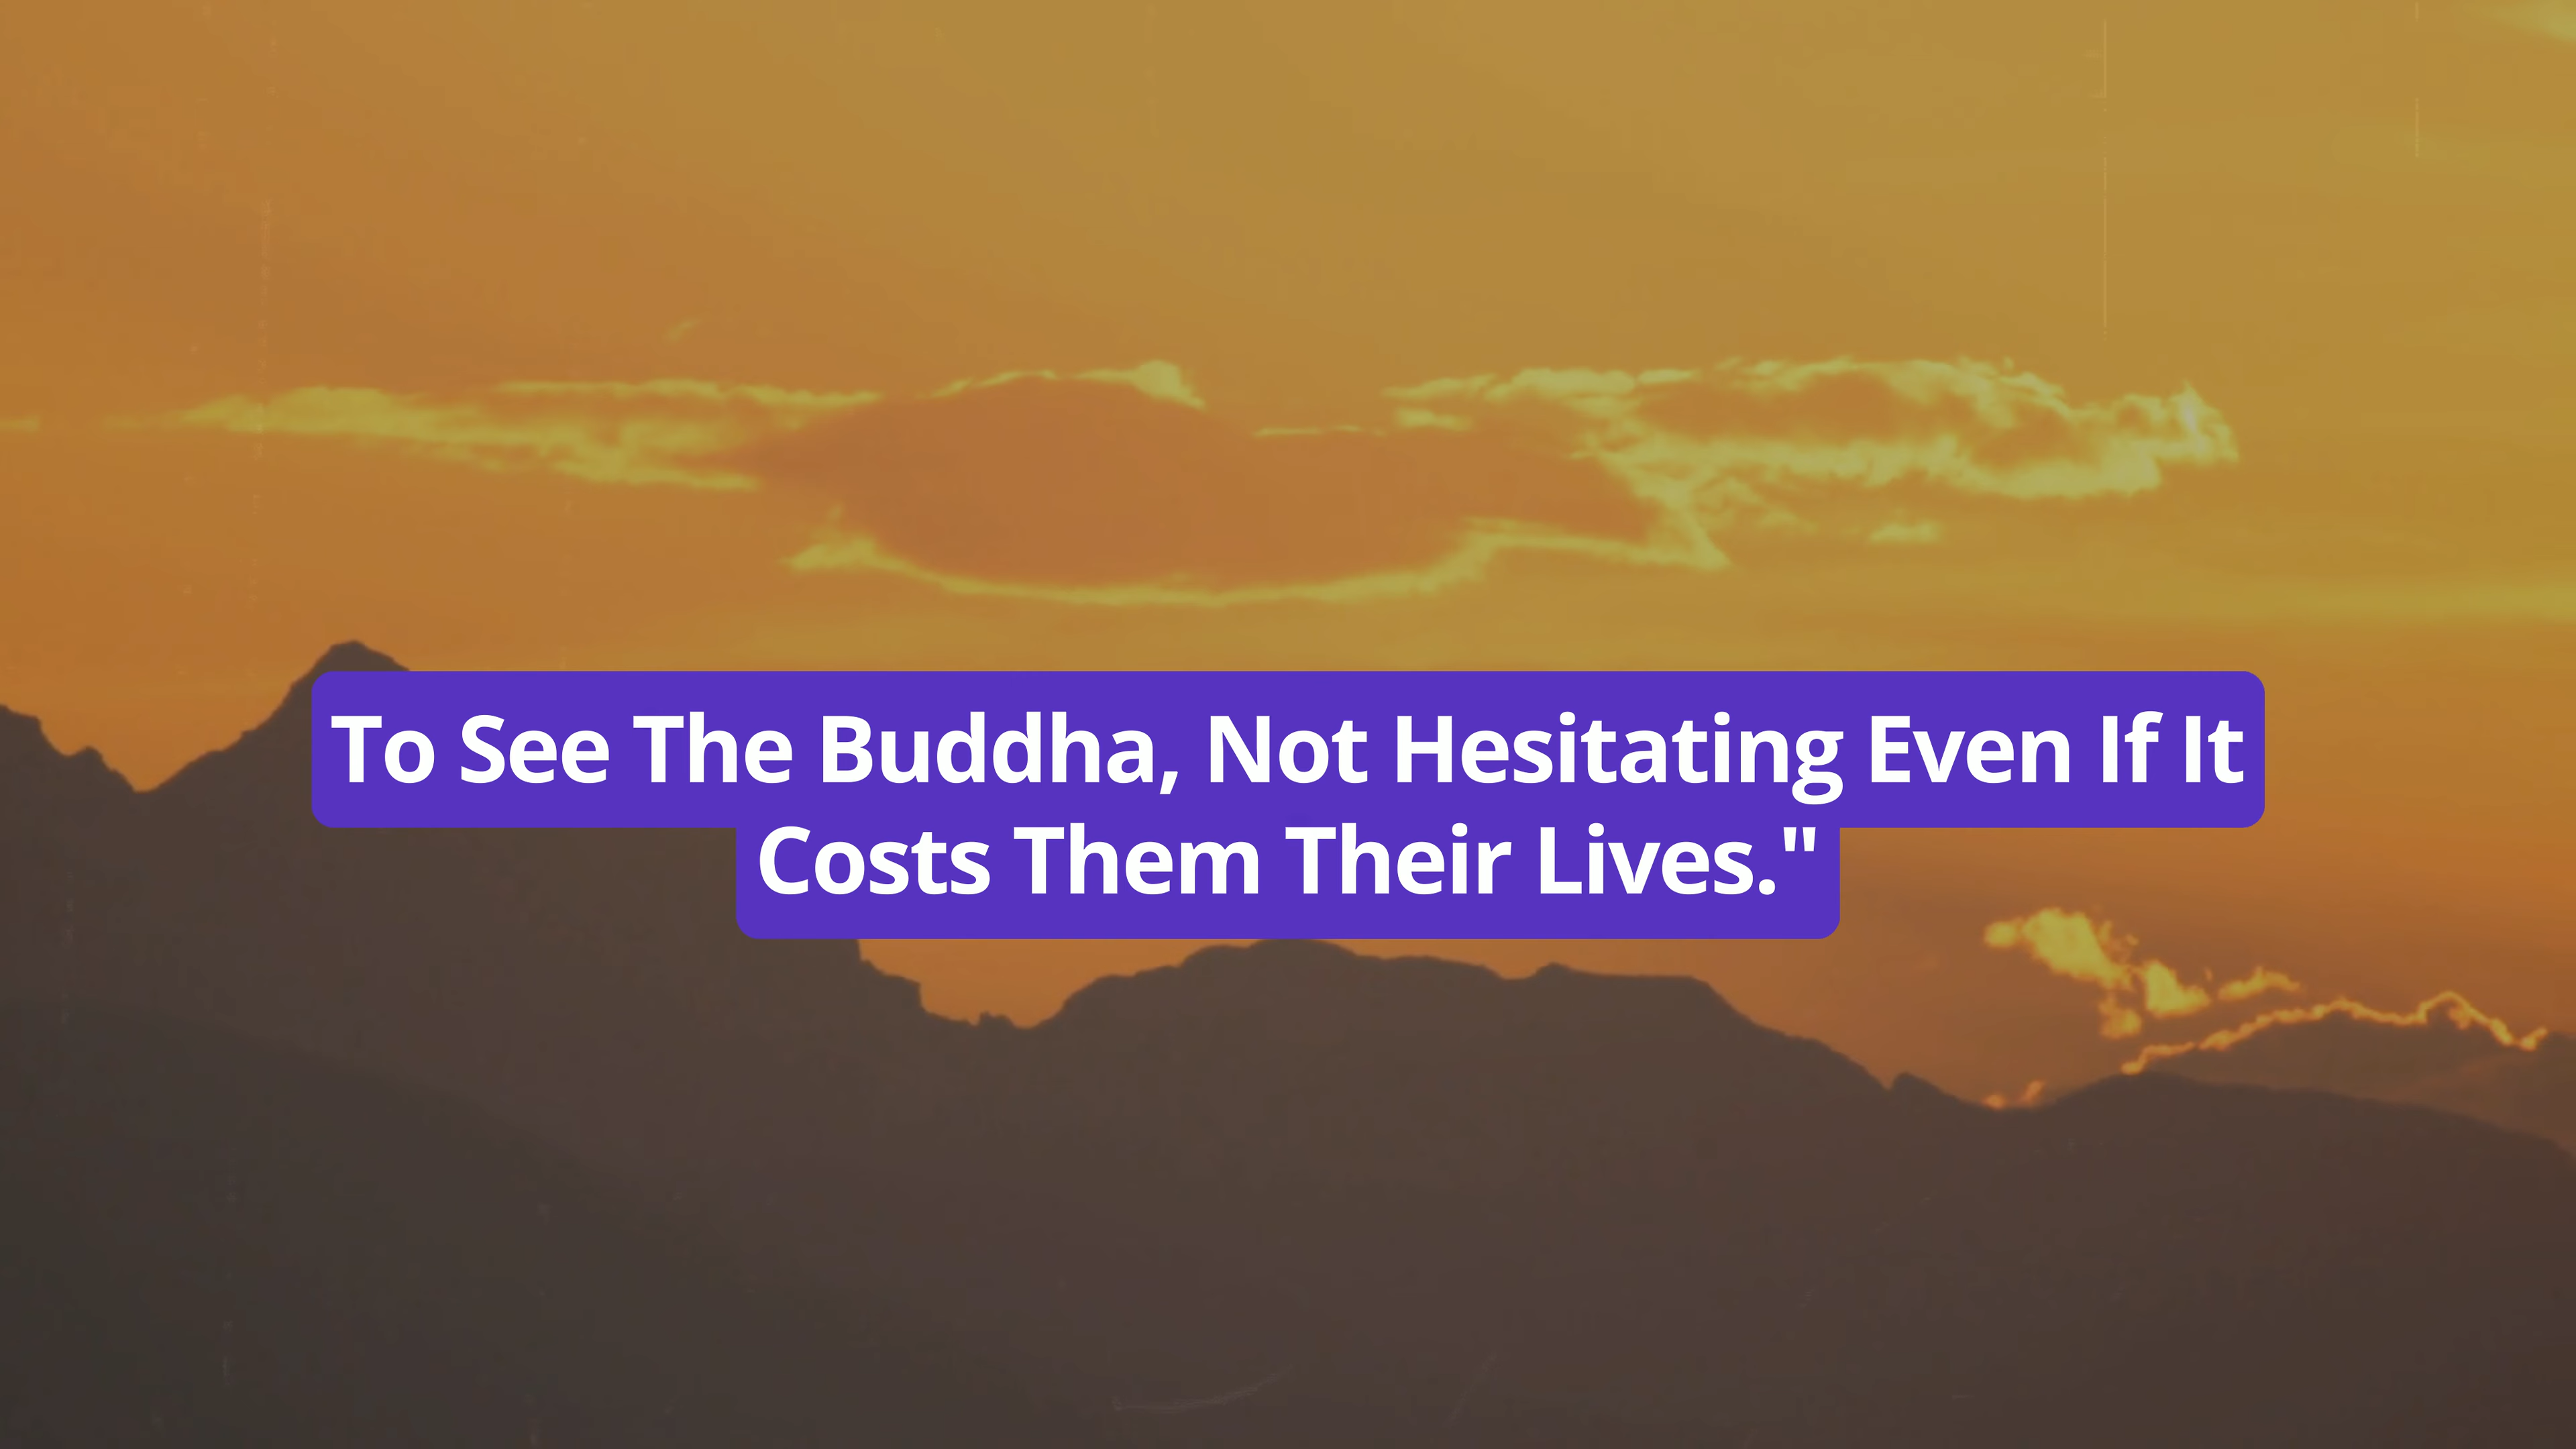 To See The Buddha, Not Hesitating Even If It
Costs Them Their Lives."